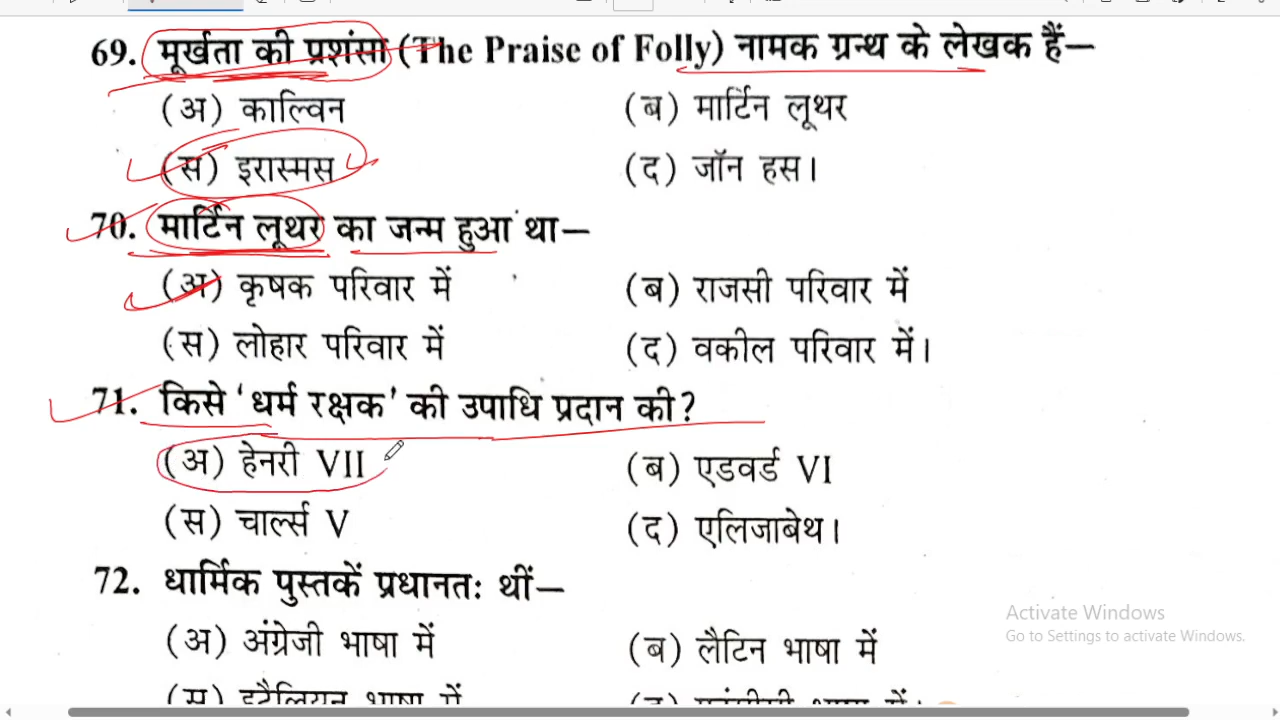 69. मूर्खता की प्रशंसा (The Praise of Folly) नामक ग्रन्थ के लेखक हैं—
(अ) काल्विन (ब) मार्टिन लूथर
(स) इरास्मस (द) जॉन हस।
70. मार्टिन लूथर का जन्म हुआ था—
(अ) कृषक परिवार में (ब) राजसी परिवार में
(स) लोहार परिवार में (द) वकील परिवार में।
71. किसे 'धर्म रक्षक' की उपाधि प्रदान की?
(अ) हेनरी VII (ब) एडवर्ड VI
(स) चार्ल्स V (द) एलिजाबेथ।
72. धार्मिक पुस्तकें प्रधानतः थीं—
Activate Windows
Go to Settings to activate Windows.
(अ) अंग्रेजी भाषा में (ब) लैटिन भाषा में
(स) इटैलियन भाषा में भाषा में।